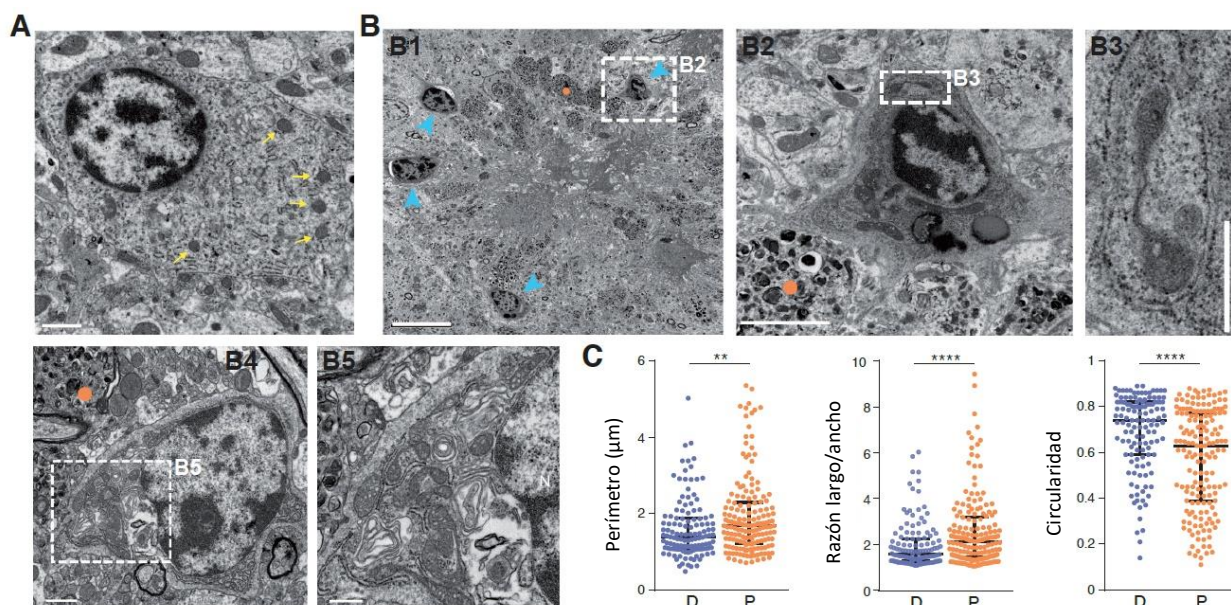 A
B
B1
B2
B2
B3
B3
B4
B5
B5
N
C
**
6
4
2
0
Perímetro (µm)
D
P
****
10
8
6
4
2
0
Razón largo/ancho
D
P
****
1
0.8
0.6
0.4
0.2
0
Circularidad
D
P